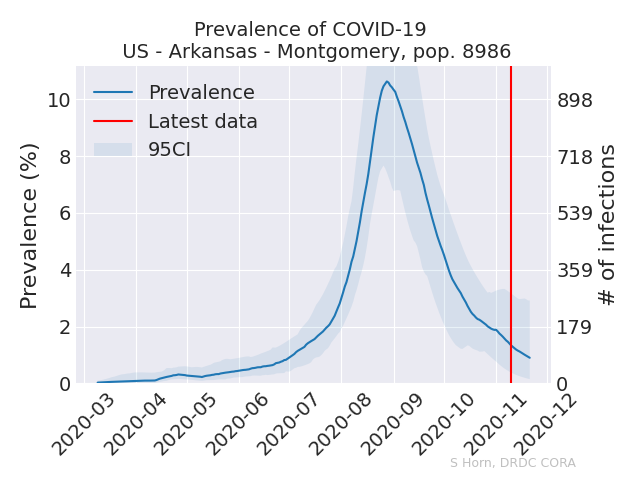 Prevalence of COVID-19
US - Arkansas - Montgomery, pop. 8986
Prevalence
Latest data
95CI
Prevalence (%)
10
8
6
4
2
0
898
718
539
359
179
0
# of infections
2020-03
2020-04
2020-05
2020-06
2020-07
2020-08
2020-09
2020-10
2020-11
2020-12
S Horn, DRDC CORA